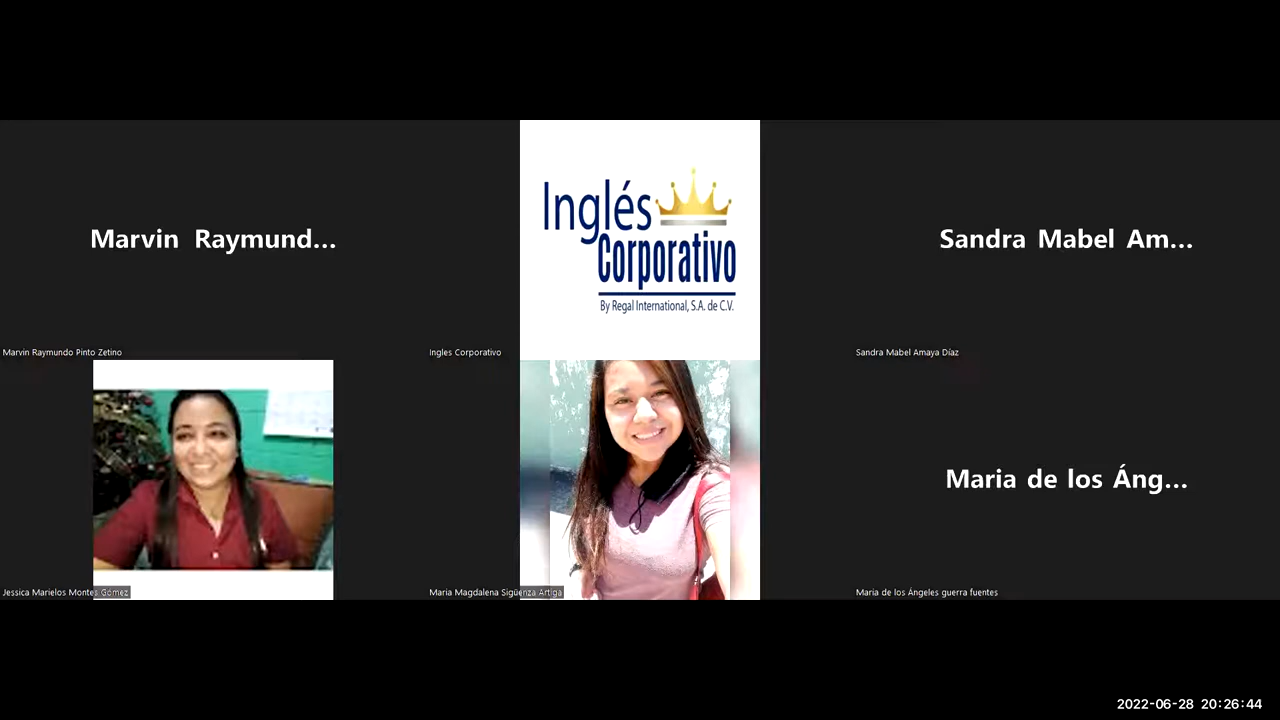 Marvin Raymund...
Inglés
Corporativo
By Regal International, S.A. de C.V.
Sandra Mabel Am...
Marvin Raymundo Pinto Zetino
Ingles Corporativo
Sandra Mabel Amaya Díaz
Maria de los Áng...
Jessica Marielos Montes Gómez
Maria Magdalena Sigüenza Artiga
Maria de los Ángeles guerra fuentes
2022-06-28 20:26:44